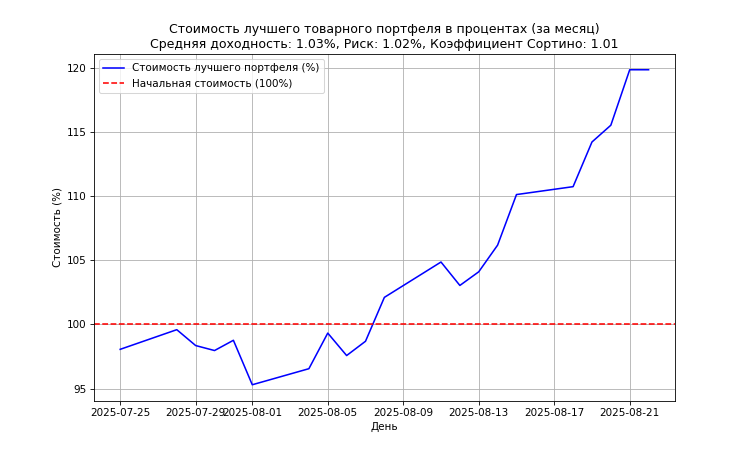 Стоимость лучшего товарного портфеля в процентах (за месяц)
Средняя доходность: 1.03%, Риск: 1.02%, Коэффициент Сортино: 1.01
Стоимость лучшего портфеля (%)
Начальная стоимость (100%)
Стоимость (%)
120
115
110
105
100
95
2025-07-25 2025-07-29 2025-08-01 2025-08-05 2025-08-09 2025-08-13 2025-08-17 2025-08-21
День